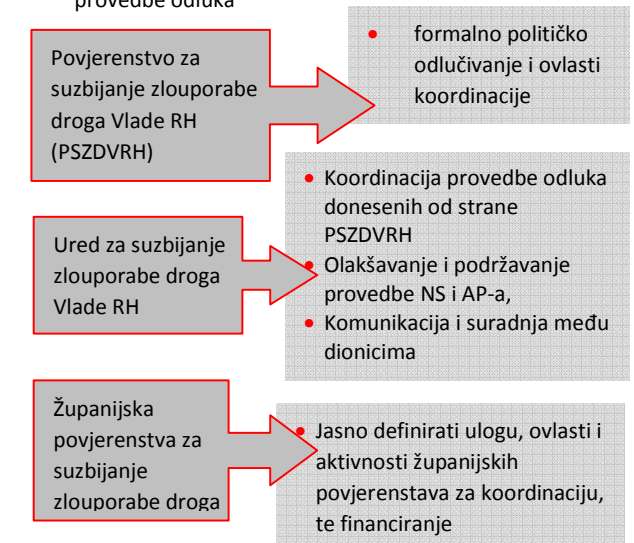 provedbe odluka
Povjerenstvo za
suzbijanje zlouporabe
droga Vlade RH
(PSZDVRH)
• formalno političko
odlučivanje i ovlasti
koordinacije
Ured za suzbijanje
zlouporabe droga
Vlade RH
• Koordinacija provedbe odluka
donesenih od strane
PSZDVRH
• Olakšavanje i podržavanje
provedbe NS i AP-a,
• Komunikacija i suradnja među
dionicima
Županijska
povjerenstva za
suzbijanje
zlouporabe droga
• Jasno definirati ulogu, ovlasti i
aktivnosti županijskih
povjerenstava za koordinaciju,
te financiranje